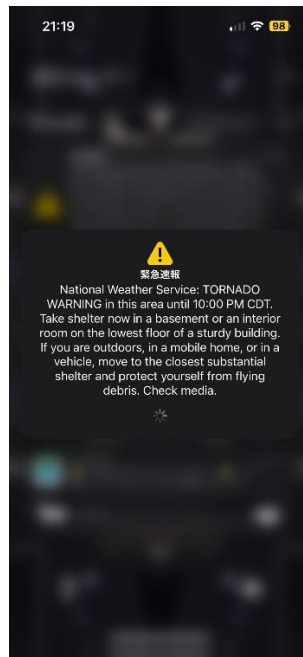 21:19
98
緊急速報
National Weather Service: TORNADO
WARNING in this area until 10:00 PM CDT.
Take shelter now in a basement or an interior
room on the lowest floor of a sturdy building.
If you are outdoors, in a mobile home, or in a
vehicle, move to the closest substantial
shelter and protect yourself from flying
debris. Check media.